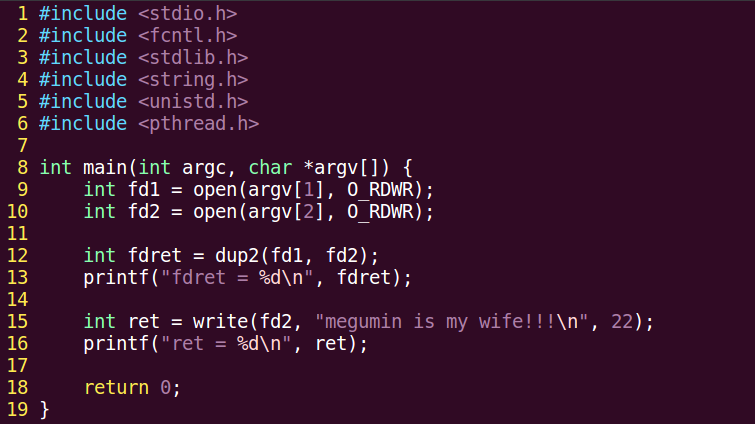 1 #include <stdio.h>
2 #include <fcntl.h>
3 #include <stdlib.h>
4 #include <string.h>
5 #include <unistd.h>
6 #include <pthread.h>
7
8 int main(int argc, char *argv[]) {
9     int fd1 = open(argv[1], O_RDWR);
10     int fd2 = open(argv[2], O_RDWR);
11
12     int fdret = dup2(fd1, fd2);
13     printf("fdret = %d\n", fdret);
14
15     int ret = write(fd2, "megumin is my wife!!!\n", 22);
16     printf("ret = %d\n", ret);
17
18     return 0;
19 }